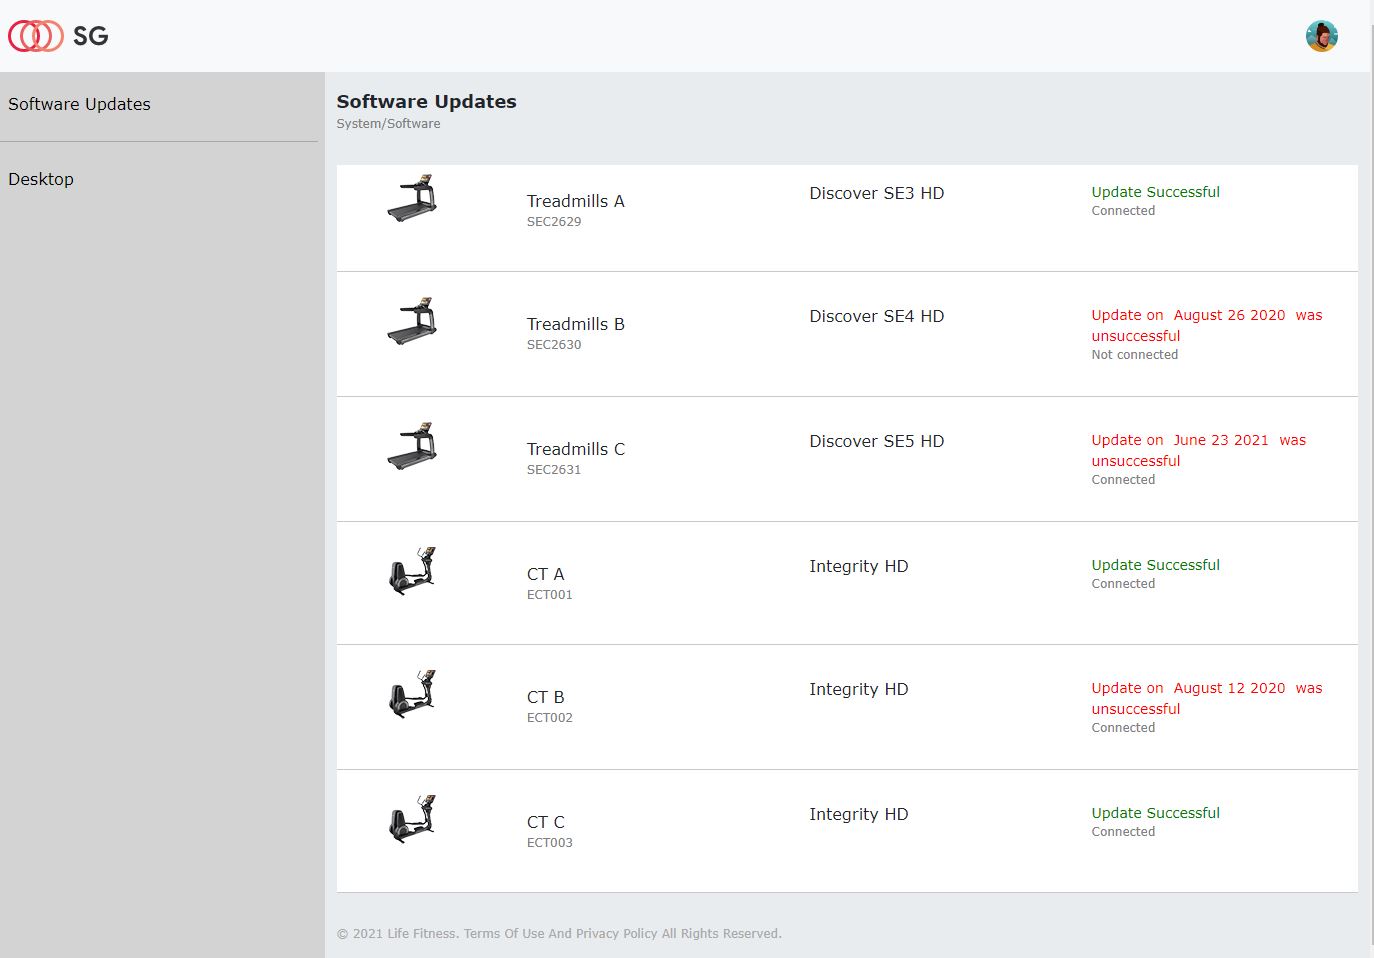 SG
Software Updates
Desktop
Software Updates
System/Software
Treadmills A
SEC2629
Discover SE3 HD
Update Successful
Connected
Treadmills B
SEC2630
Discover SE4 HD
Update on August 26 2020 was
unsuccessful
Not connected
Treadmills C
SEC2631
Discover SE5 HD
Update on June 23 2021 was
unsuccessful
Connected
CT A
ECT001
Integrity HD
Update Successful
Connected
CT B
ECT002
Integrity HD
Update on August 12 2020 was
unsuccessful
Connected
CT C
ECT003
Integrity HD
Update Successful
Connected
© 2021 Life Fitness. Terms Of Use And Privacy Policy All Rights Reserved.